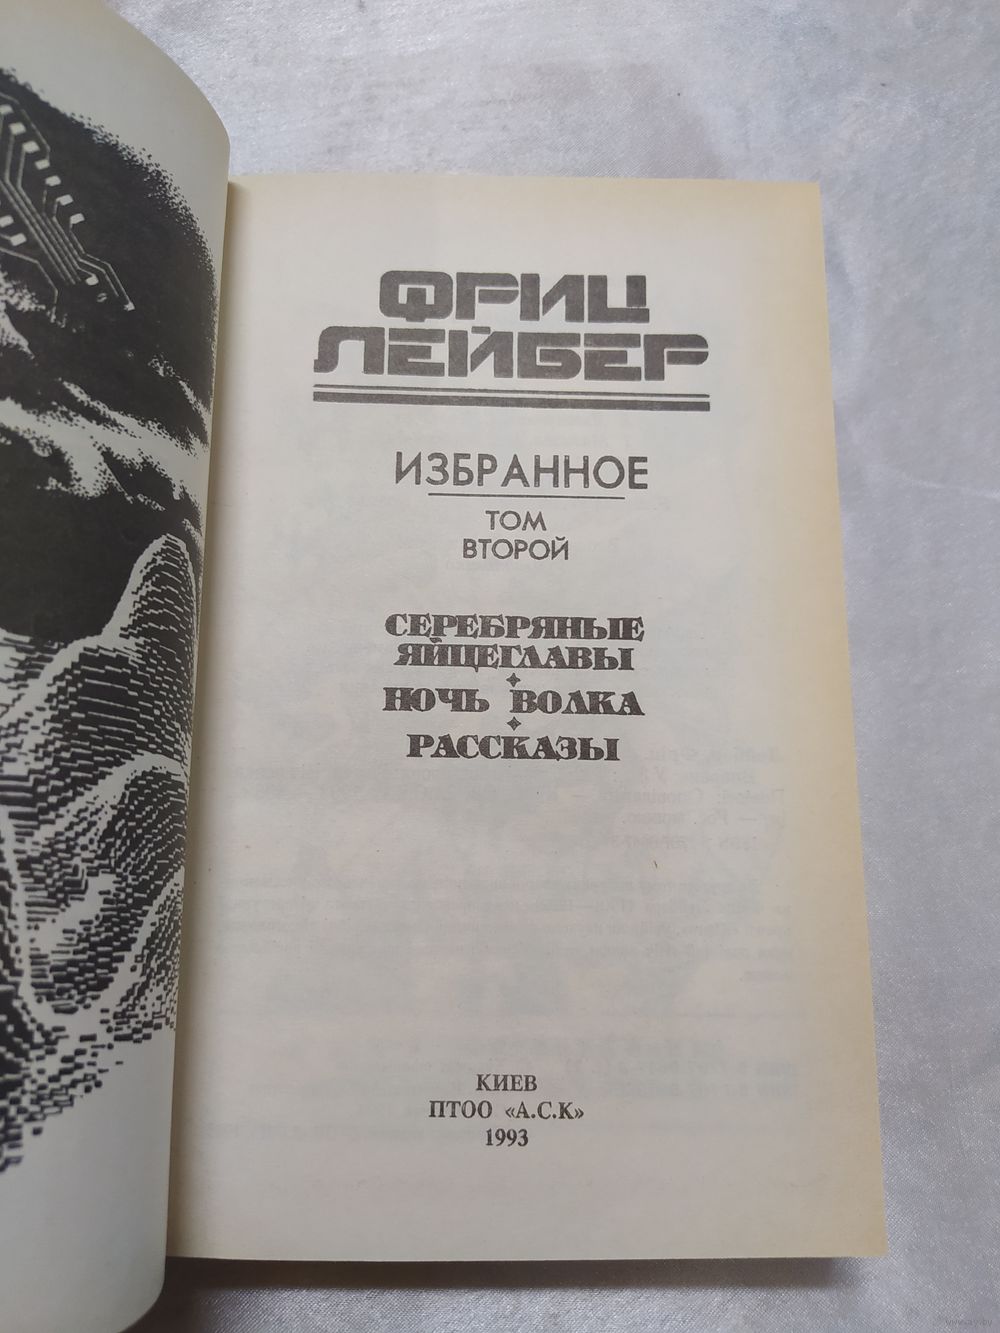 ФРИЦ
ЛЕЙБЕР
ИЗБРАННОЕ
ТОМ
ВТОРОЙ
СЕРЕБРЯНЫЕ
ЯЙЦЕГЛАВЫ
НОЧЬ ВОЛКА
РАССКАЗЫ
КИЕВ
ПТОО «А.С.К»
1993